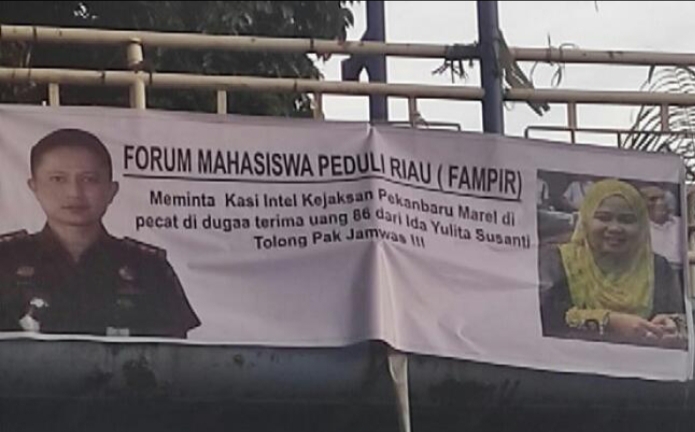 FORUM MAHASISWA PEDULI RIAU ( FAMPIR)
Meminta Kasi Intel Kejaksan Pekanbaru Marel di
pecat di dugaa terima uang 86 dari Ida Yulita Susanti
Tolong Pak Jamwas !!!